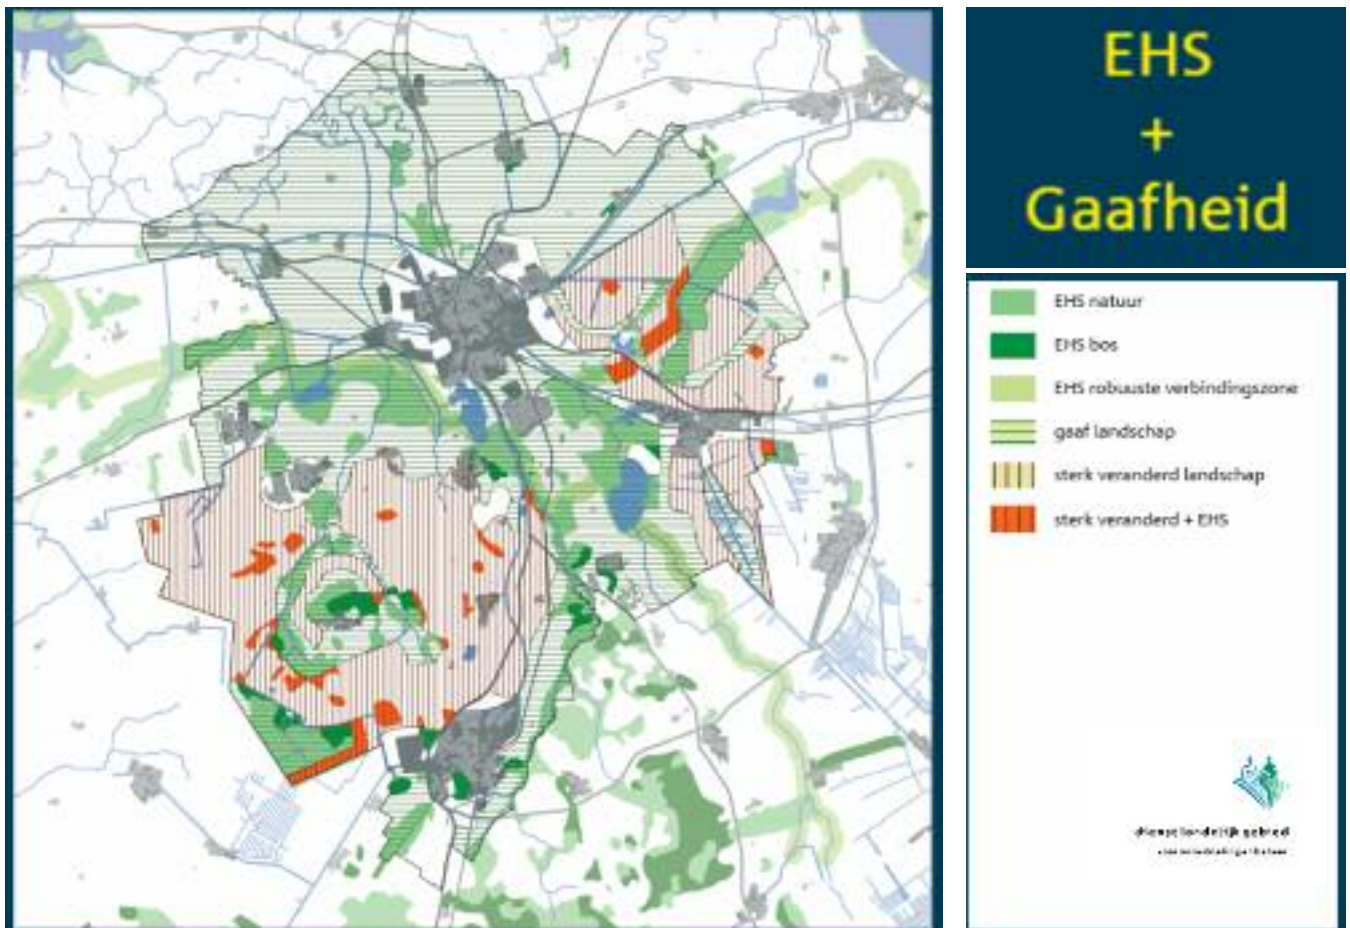 EHS
+
Gaafheid
EHS natuur
EHS bos
EHS robuuste verbindingszone
gaaf landschap
sterk veranderd landschap
sterk veranderd + EHS
dienst landelijk gebied